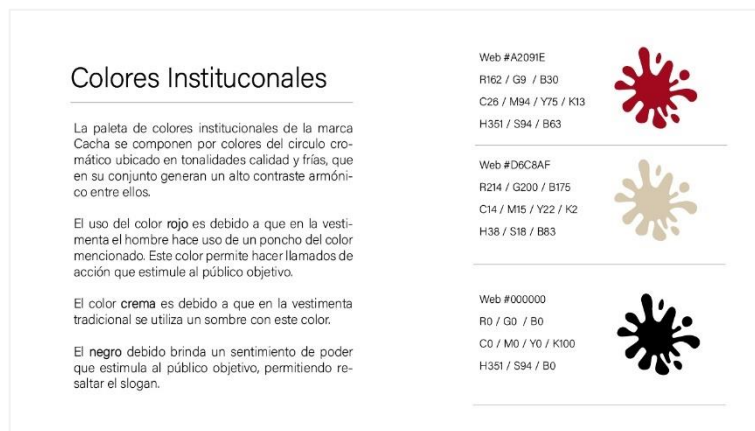 Colores Instituconales
La paleta de colores institucionales de la marca
Cacha se componen por colores del circulo cro-
mático ubicado en tonalidades calidad y frías, que
en su conjunto generan un alto contraste armóni-
co entre ellos.
El uso del color rojo es debido a que en la vesti-
menta el hombre hace uso de un poncho del color
mencionado. Este color permite hacer llamados de
acción que estimule al público objetivo.
El color crema es debido a que en la vestimenta
tradicional se utiliza un sombre con este color.
El negro debido brinda un sentimiento de poder
que estimula al público objetivo, permitiendo re-
saltar el slogan.
Web #A2091E
R162 / G9 / B30
C26 / M94 / Y75 / K13
H351 / S94 / B63
Web #D6C8AF
R214 / G200 / B175
C14 / M15 / Y22 / K2
H38 / S18 / B83
Web #000000
R0 / G0 / B0
C0 / M0 / Y0 / K100
H351 / S94 / B0